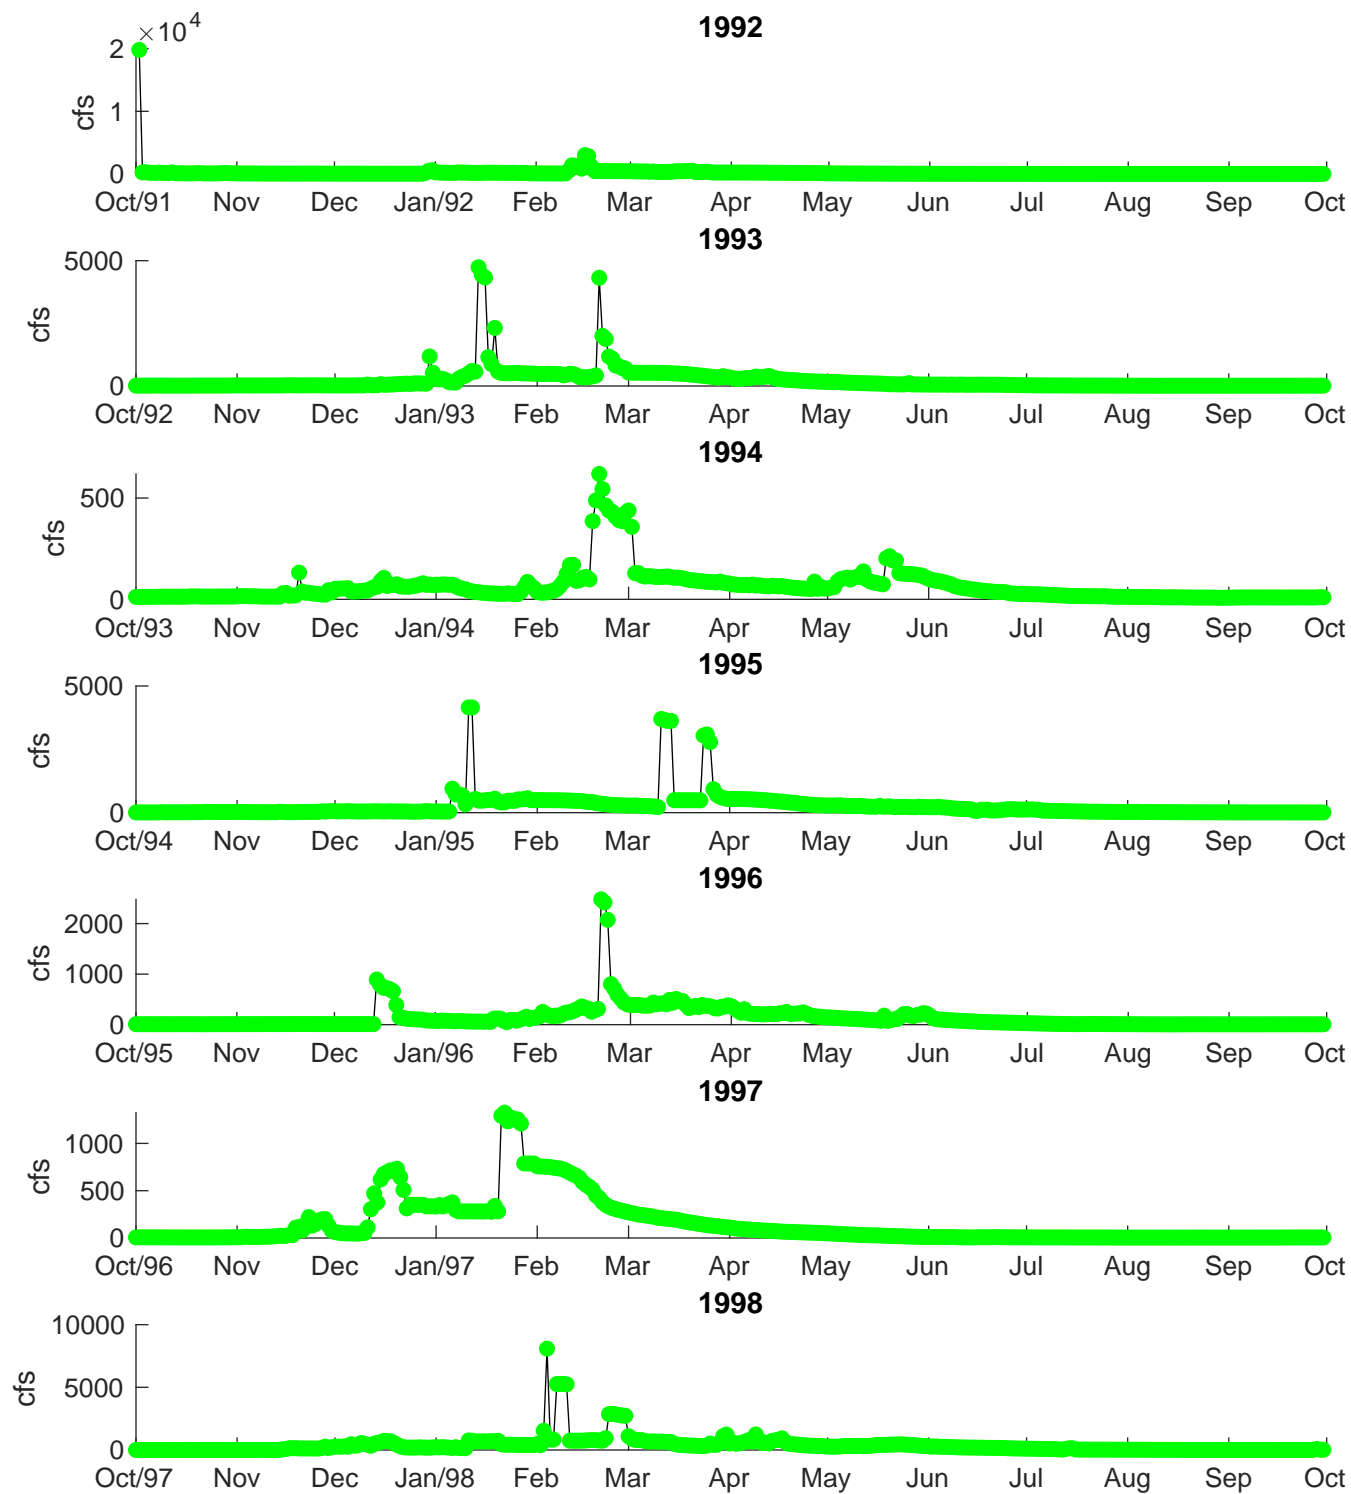 1992
×10^4
2
1
0
cfs
Oct/91 Nov Dec Jan/92 Feb Mar Apr May Jun Jul Aug Sep Oct
1993
5000
0
cfs
Oct/92 Nov Dec Jan/93 Feb Mar Apr May Jun Jul Aug Sep Oct
1994
500
0
cfs
Oct/93 Nov Dec Jan/94 Feb Mar Apr May Jun Jul Aug Sep Oct
1995
5000
0
cfs
Oct/94 Nov Dec Jan/95 Feb Mar Apr May Jun Jul Aug Sep Oct
1996
2000
1000
0
cfs
Oct/95 Nov Dec Jan/96 Feb Mar Apr May Jun Jul Aug Sep Oct
1997
1000
500
0
cfs
Oct/96 Nov Dec Jan/97 Feb Mar Apr May Jun Jul Aug Sep Oct
1998
10000
5000
0
cfs
Oct/97 Nov Dec Jan/98 Feb Mar Apr May Jun Jul Aug Sep Oct